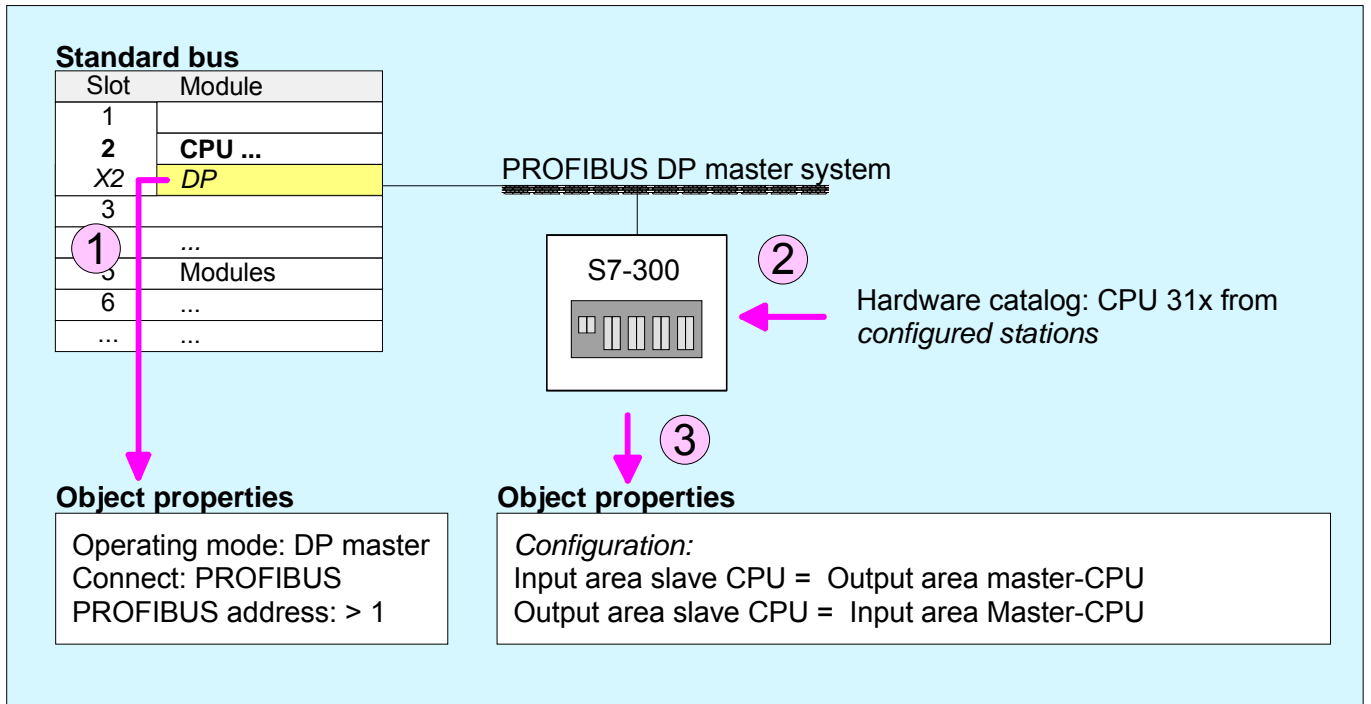 Standard bus
Slot Module
1
2 CPU ...
X2 DP
3
...
5 Modules
6 ...
... ...
1
PROFIBUS DP master system
S7-300
2
Hardware catalog: CPU 31x from
configured stations
3
Object properties
Operating mode: DP master
Connect: PROFIBUS
PROFIBUS address: > 1
Object properties
Configuration:
Input area slave CPU = Output area master-CPU
Output area slave CPU = Input area Master-CPU